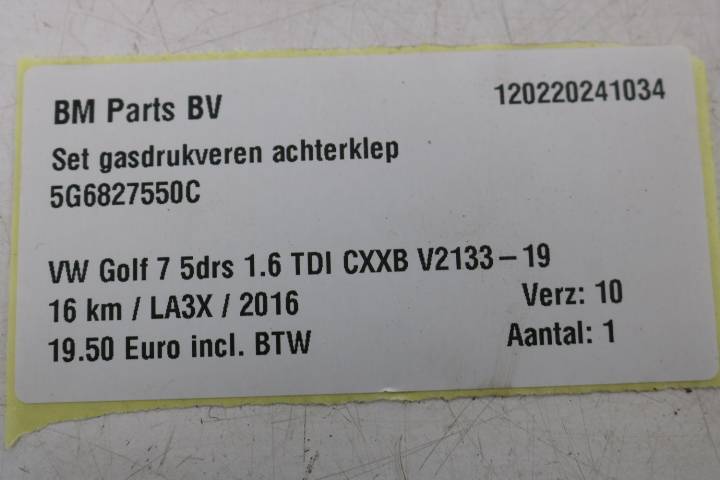 BM Parts BV 120220241034
Set gasdrukveren achterklep
5G6827550C
VW Golf 7 5drs 1.6 TDI CXXB V2133-19
16 km / LA3X / 2016 Verz: 10
19.50 Euro incl. BTW Aantal: 1